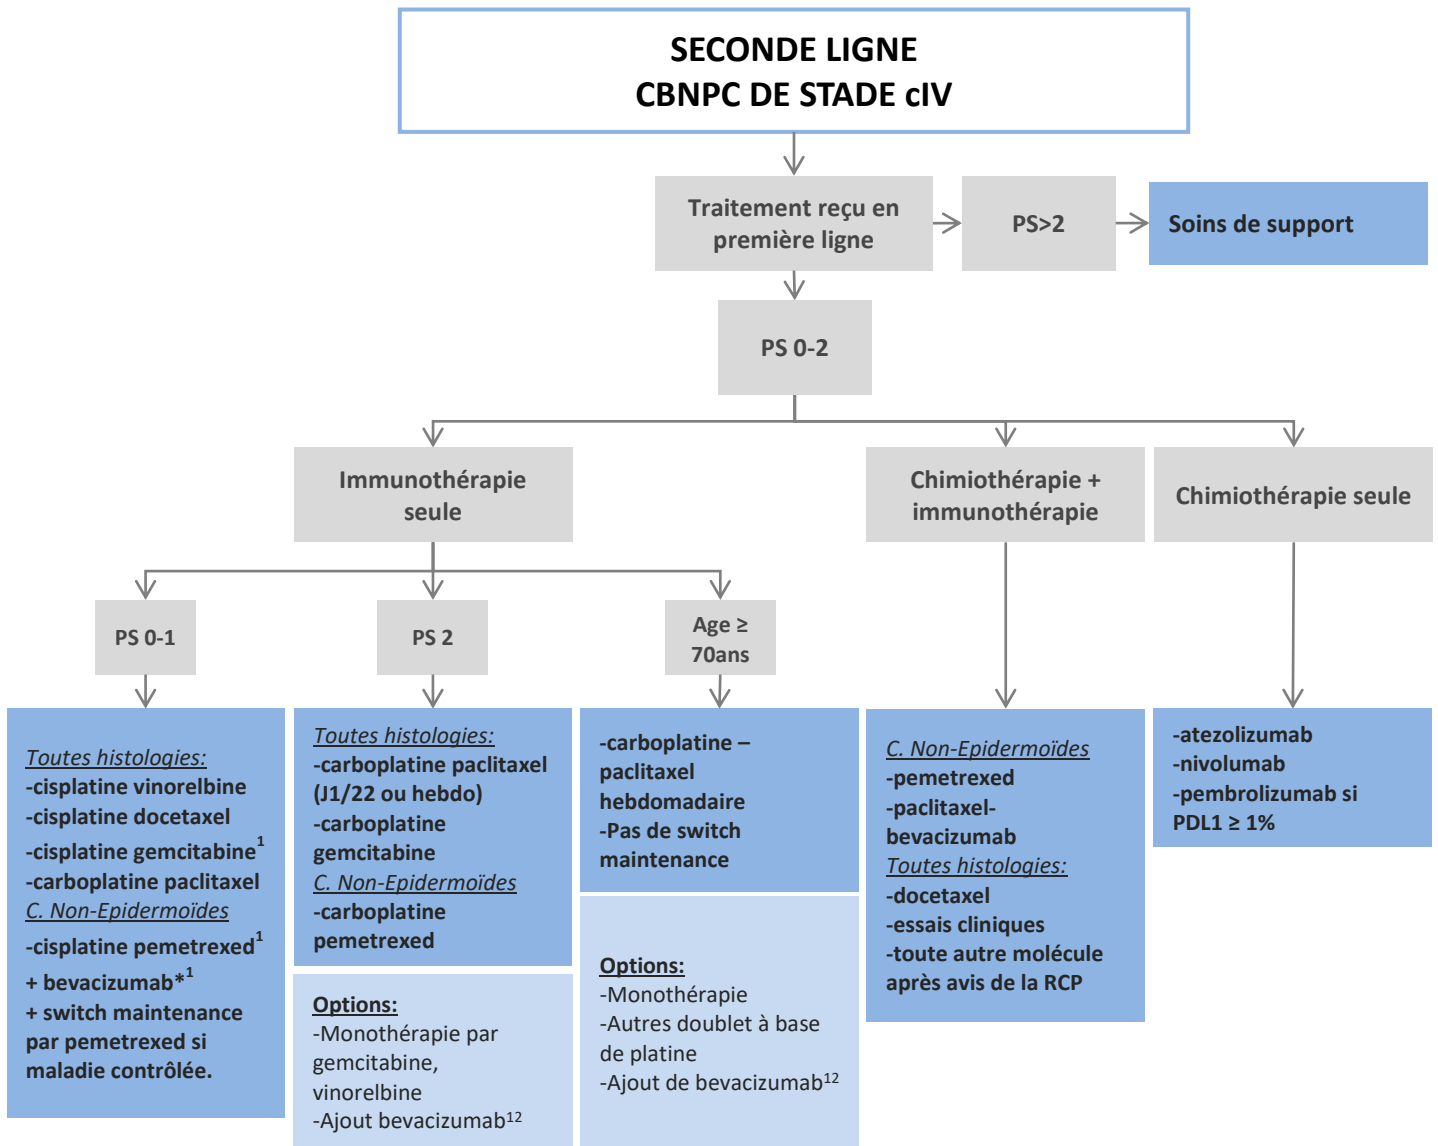 SECONDE LIGNE
CBNPC DE STADE cIV
Traitement reçu en
première ligne
PS>2
Soins de support
PS 0-2
Immunothérapie
seule
Chimiothérapie +
immunothérapie
Chimiothérapie seule
PS 0-1
PS 2
Age ≥
70ans
Toutes histologies:
-cisplatine vinorelbine
-cisplatine docetaxel
-cisplatine gemcitabine¹
-carboplatine paclitaxel
C. Non-Epidermoïdes
-cisplatine pemetrexed¹
+ bevacizumab*¹
+ switch maintenance
par pemetrexed si
maladie contrôlée.
Toutes histologies:
-carboplatine paclitaxel
(J1/22 ou hebdo)
-carboplatine
gemcitabine
C. Non-Epidermoïdes
-carboplatine
pemetrexed
Options:
-Monothérapie par
gemcitabine,
vinorelbine
-Ajout bevacizumab¹²
-carboplatine –
paclitaxel
hebdomadaire
-Pas de switch
maintenance
Options:
-Monothérapie
-Autres doublet à base
de platine
-Ajout de bevacizumab¹²
C. Non-Epidermoïdes
-pemetrexed
-paclitaxel-
bevacizumab
Toutes histologies:
-docetaxel
-essais cliniques
-toute autre molécule
après avis de la RCP
-atezolizumab
-nivolumab
-pembrolizumab si
PDL1 ≥ 1%